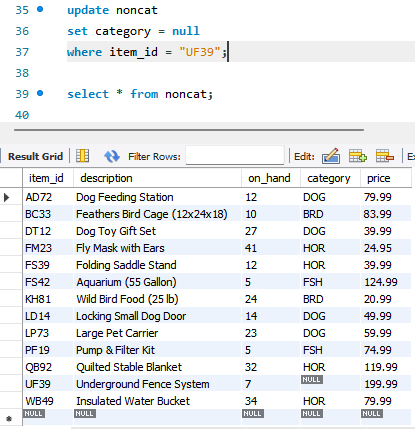 35 update noncat
36 set category = null
37 where item_id = "UF39";
38
39 select * from noncat;
40
Result Grid Filter Rows: Edit: Ex
item_id description on_hand category price
AD72 Dog Feeding Station 12 DOG 79.99
BC33 Feathers Bird Cage (12x24x18) 10 BRD 83.99
DT12 Dog Toy Gift Set 27 DOG 39.99
FM23 Fly Mask with Ears 41 HOR 24.95
FS39 Folding Saddle Stand 12 HOR 39.99
FS42 Aquarium (55 Gallon) 5 FSH 124.99
KH81 Wild Bird Food (25 lb) 24 BRD 20.99
LD14 Locking Small Dog Door 14 DOG 49.99
LP73 Large Pet Carrier 23 DOG 59.99
PF19 Pump & Filter Kit 5 FSH 74.99
QB92 Quilted Stable Blanket 32 HOR 119.99
UF39 Underground Fence System 7 NULL 199.99
WB49 Insulated Water Bucket 34 HOR 79.99
NULL NULL NULL NULL NULL